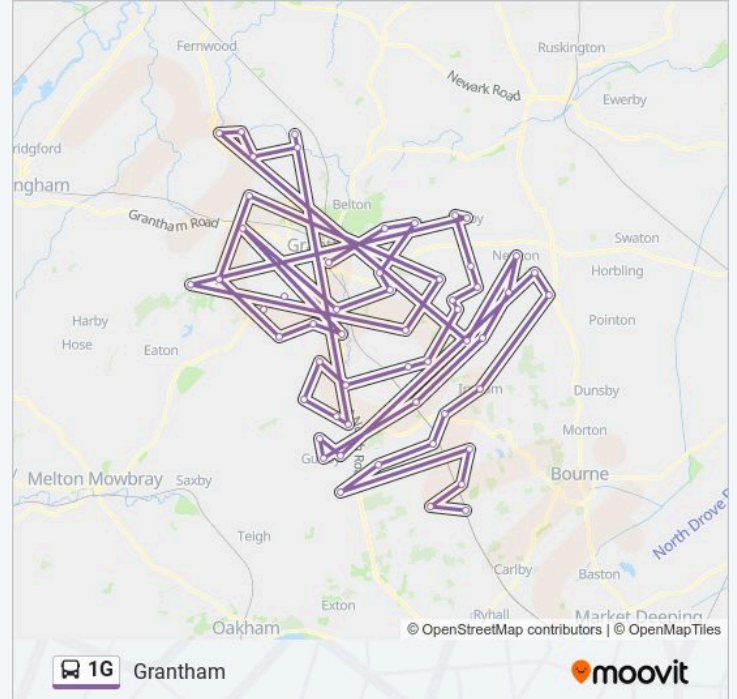 Fernwood
Ruskington
Newark Road
Ewerby
ridgford
ngham
Belton
Grantham Road
Swaton
Horbling
Harby
Hose
Eaton
Pointon
Dunsby
Morton
Melton Mowbray
Saxby
Bourne
North Drove
Teigh
Carlby
Baston
Exton
Ryhall
Market Deeping
Oakham
© OpenStreetMap contributors | © OpenMapTiles
1G Grantham
moovit